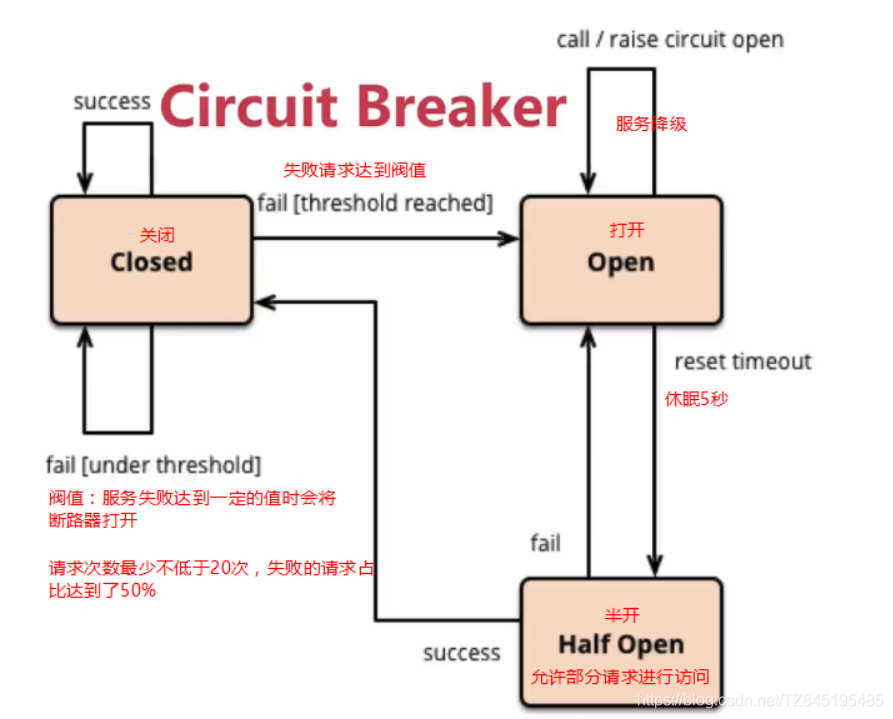 call / raise circuit open
success
Circuit Breaker
服务降级
失败请求达到阀值
fail [threshold reached]
关闭
Closed
打开
Open
reset timeout
休眠5秒
fail [under threshold]
阀值：服务失败达到一定的值时会将
断路器打开
请求次数最少不低于20次，失败的请求占
比达到了50%
fail
半开
Half Open
允许部分请求进行访问
success
https://blog.csdn.net/TZ845195485